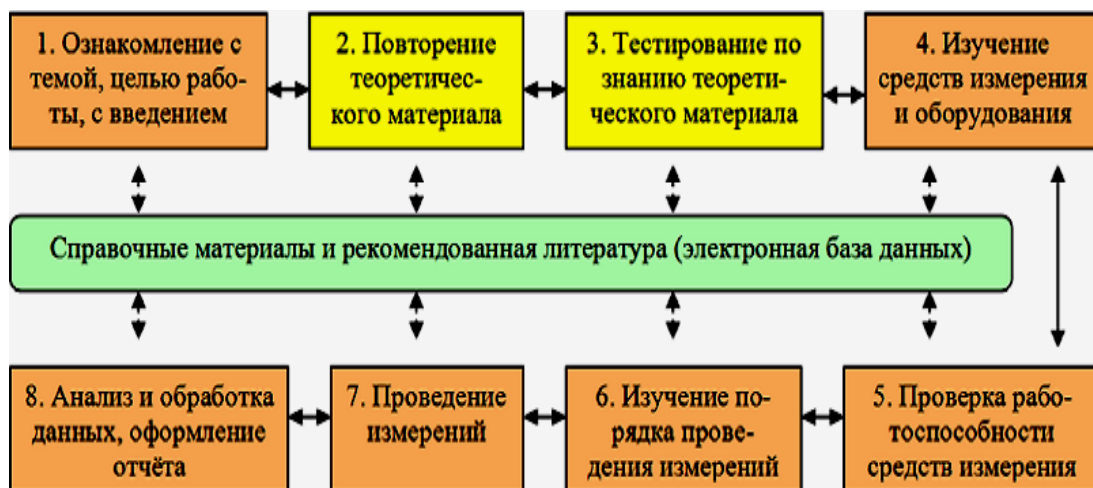 1. Ознакомление с
темой, целью рабо-
ты, с введением
2. Повторение
теоретичес-
кого материала
3. Тестирование по
знанию теорети-
ческого материала
4. Изучение
средств измерения
и оборудования
Справочные материалы и рекомендованная литература (электронная база данных)
8. Анализ и обработка
данных, оформление
отчёта
7. Проведение
измерений
6. Изучение по-
рядка прове-
дения измерений
5. Проверка рабо-
тоспособности
средств измерения